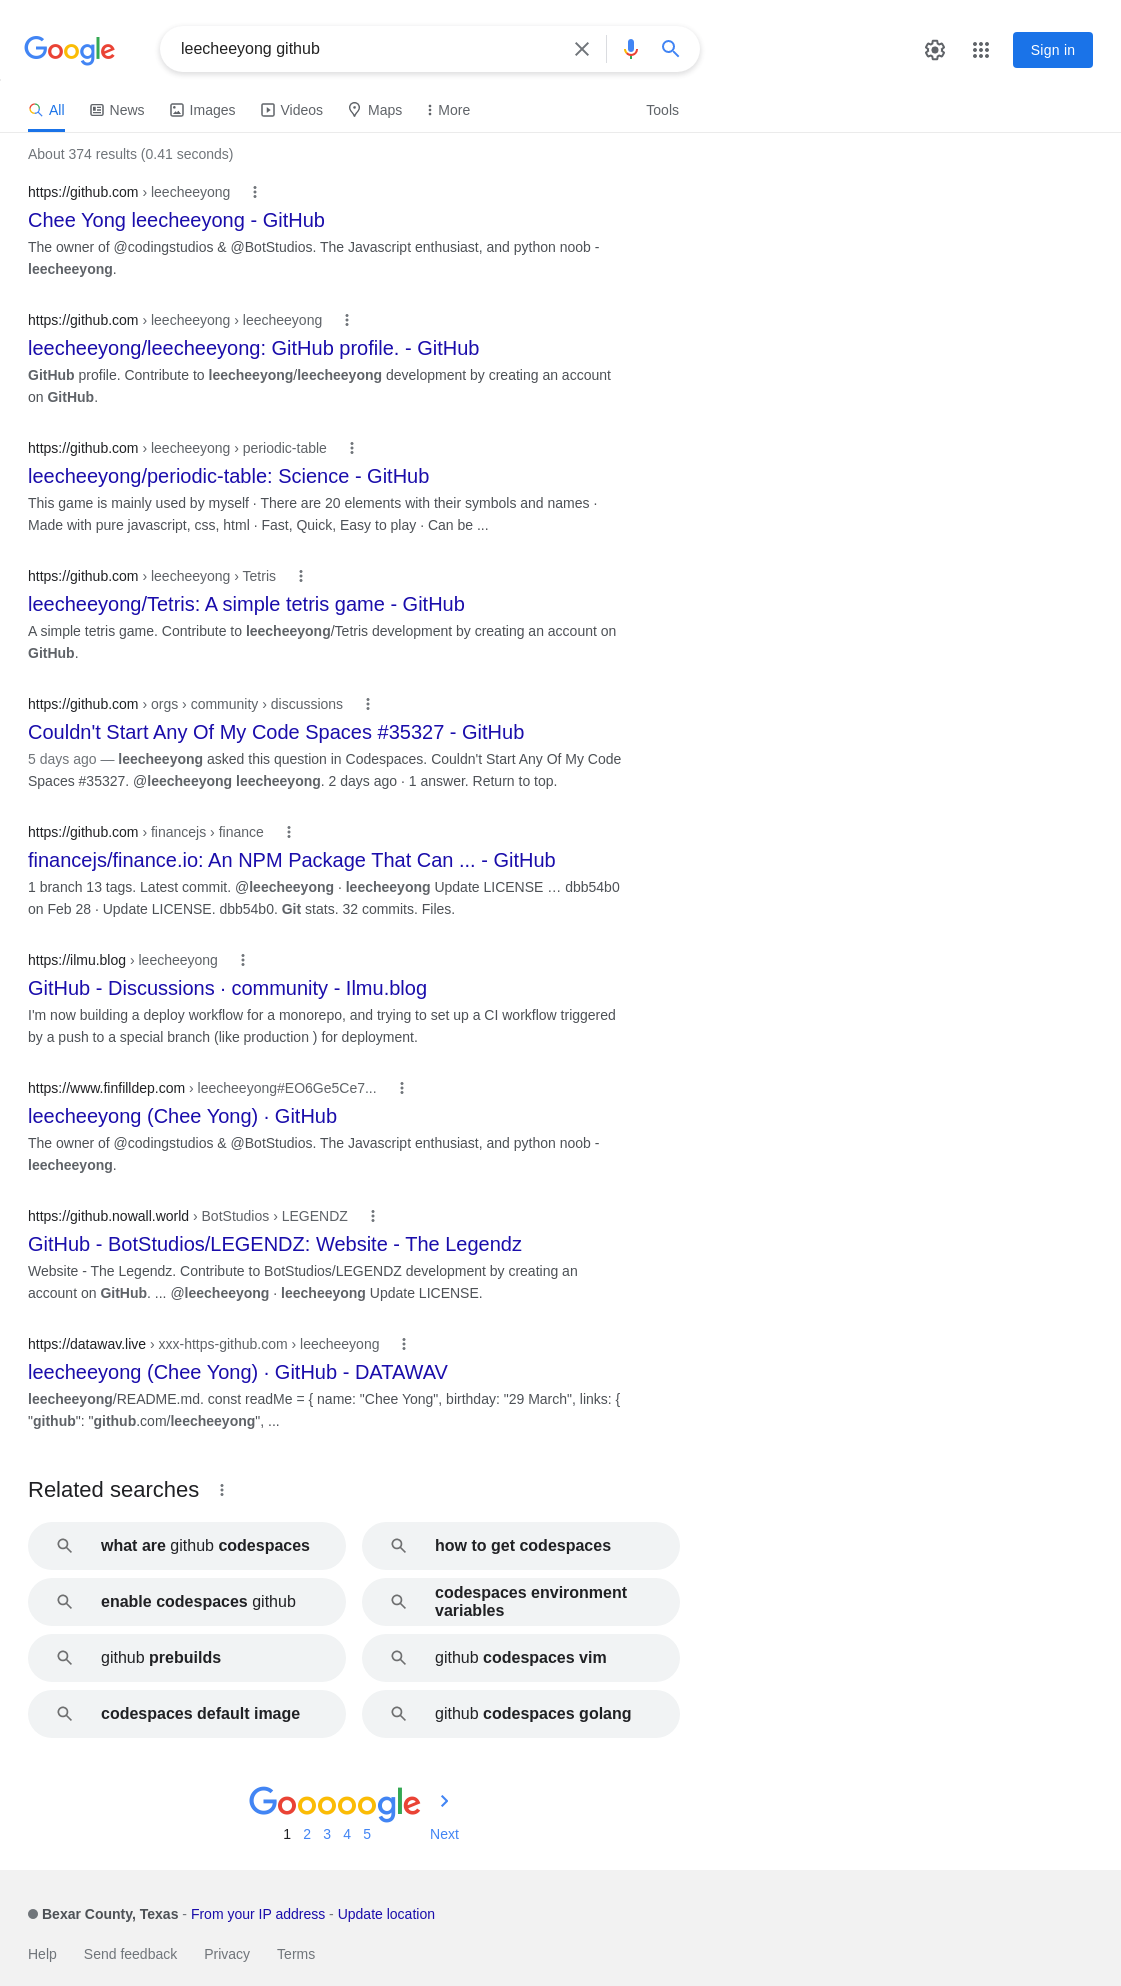 Google
leecheeyong github
Sign in
All
News
Images
Videos
Maps
More
Tools
About 374 results (0.41 seconds)
https://github.com › leecheeyong
Chee Yong leecheeyong - GitHub
The owner of @codingstudios & @BotStudios. The Javascript enthusiast, and python noob -
leecheeyong.
https://github.com › leecheeyong › leecheeyong
leecheeyong/leecheeyong: GitHub profile. - GitHub
GitHub profile. Contribute to leecheeyong/leecheeyong development by creating an account
on GitHub.
https://github.com › leecheeyong › periodic-table
leecheeyong/periodic-table: Science - GitHub
This game is mainly used by myself · There are 20 elements with their symbols and names ·
Made with pure javascript, css, html · Fast, Quick, Easy to play · Can be ...
https://github.com › leecheeyong › Tetris
leecheeyong/Tetris: A simple tetris game - GitHub
A simple tetris game. Contribute to leecheeyong/Tetris development by creating an account on
GitHub.
https://github.com › orgs › community › discussions
Couldn't Start Any Of My Code Spaces #35327 - GitHub
5 days ago — leecheeyong asked this question in Codespaces. Couldn't Start Any Of My Code
Spaces #35327. @leecheeyong leecheeyong. 2 days ago · 1 answer. Return to top.
https://github.com › financejs › finance
financejs/finance.io: An NPM Package That Can ... - GitHub
1 branch 13 tags. Latest commit. @leecheeyong · leecheeyong Update LICENSE … dbb54b0
on Feb 28 · Update LICENSE. dbb54b0. Git stats. 32 commits. Files.
https://ilmu.blog › leecheeyong
GitHub - Discussions · community - Ilmu.blog
I'm now building a deploy workflow for a monorepo, and trying to set up a CI workflow triggered
by a push to a special branch (like production ) for deployment.
https://www.finfilldep.com › leecheeyong#EO6Ge5Ce7...
leecheeyong (Chee Yong) · GitHub
The owner of @codingstudios & @BotStudios. The Javascript enthusiast, and python noob -
leecheeyong.
https://github.nowall.world › BotStudios › LEGENDZ
GitHub - BotStudios/LEGENDZ: Website - The Legendz
Website - The Legendz. Contribute to BotStudios/LEGENDZ development by creating an
account on GitHub. ... @leecheeyong · leecheeyong Update LICENSE.
https://datawav.live › xxx-https-github.com › leecheeyong
leecheeyong (Chee Yong) · GitHub - DATAWAV
leecheeyong/README.md. const readMe = { name: "Chee Yong", birthday: "29 March", links: {
"github": "github.com/leecheeyong", ...
Related searches
what are github codespaces
how to get codespaces
enable codespaces github
codespaces environment
variables
github prebuilds
github codespaces vim
codespaces default image
github codespaces golang
Gooooogle
1 2 3 4 5 Next
Bexar County, Texas - From your IP address - Update location
Help Send feedback Privacy Terms